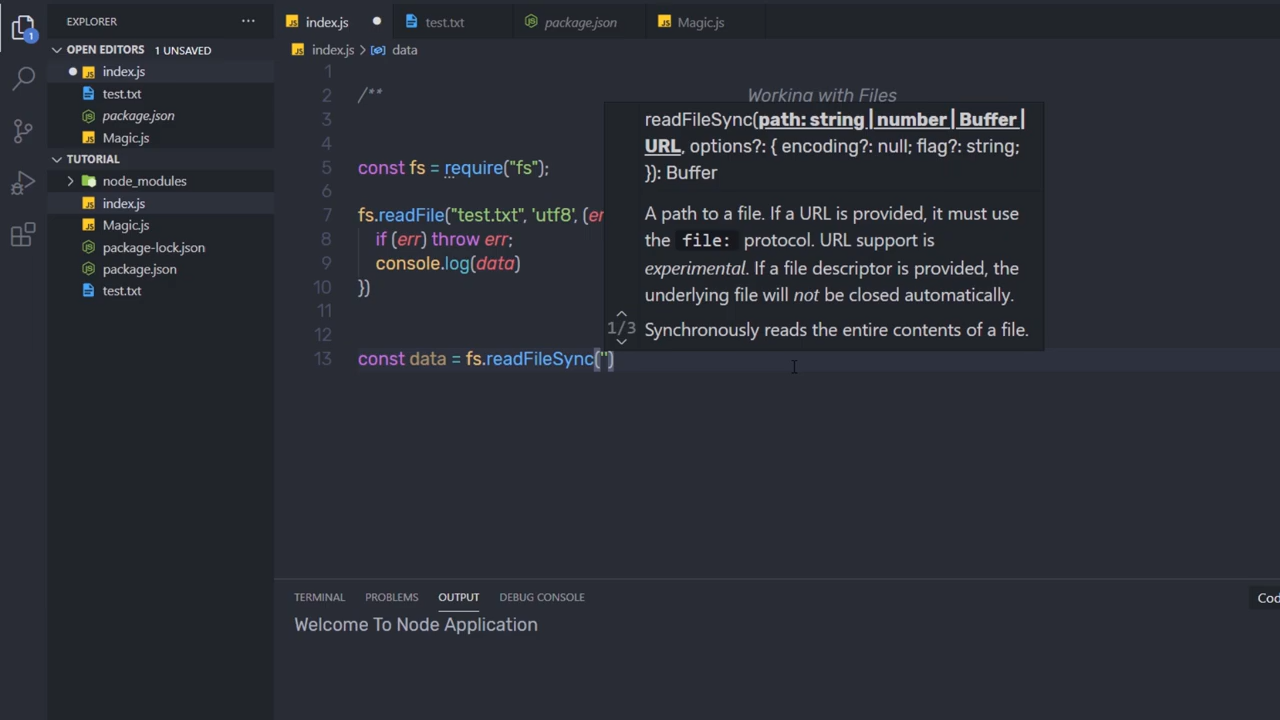 EXPLORER
OPEN EDITORS 1 UNSAVED
index.js
test.txt
package.json
Magic.js
TUTORIAL
node_modules
index.js
Magic.js
package-lock.json
package.json
test.txt
index.js
test.txt
package.json
Magic.js
index.js > data
1
2 /** Working with Files
3
4
5 const fs = require("fs");
6
7 fs.readFile("test.txt", 'utf8', (er
8 if (err) throw err;
9 console.log(data)
10 })
11
12
13 const data = fs.readFileSync('')
readFileSync(path: string | number | Buffer |
URL, options?: { encoding?: null; flag?: string;
}): Buffer
A path to a file. If a URL is provided, it must use
the file: protocol. URL support is
experimental. If a file descriptor is provided, the
underlying file will not be closed automatically.
1/3 Synchronously reads the entire contents of a file.
TERMINAL PROBLEMS OUTPUT DEBUG CONSOLE
Cod
Welcome To Node Application
1